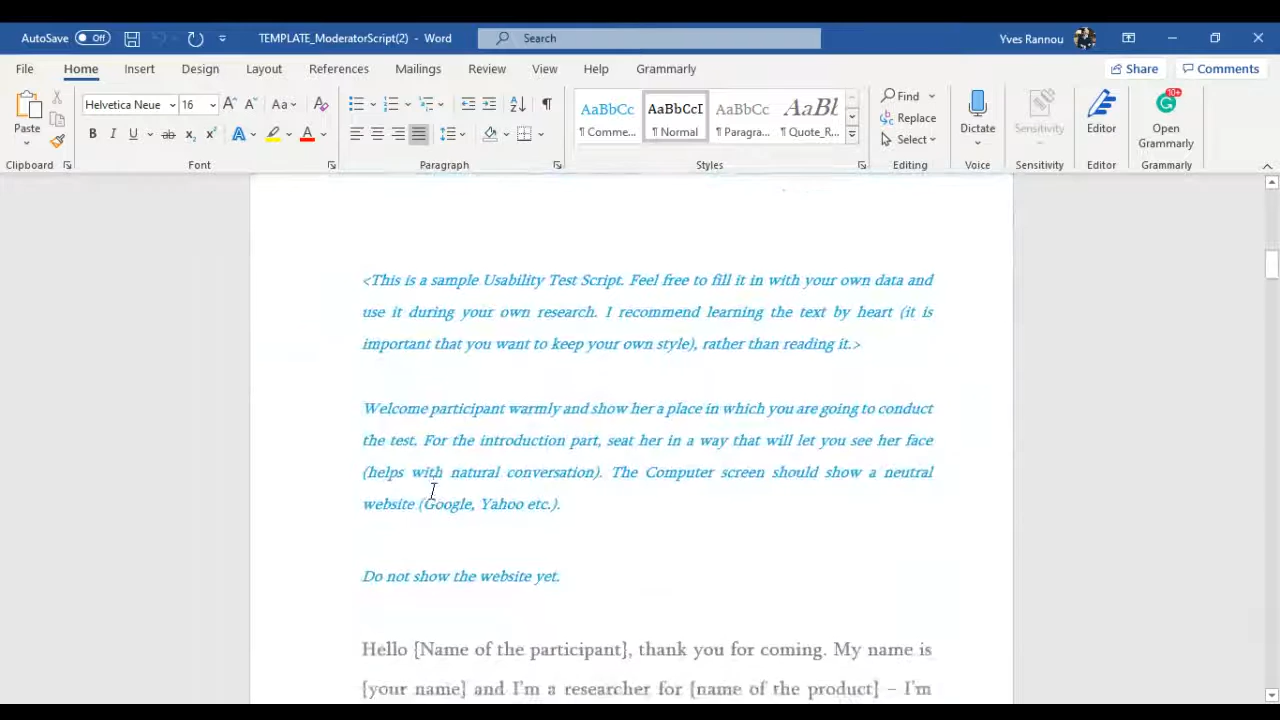 AutoSave Off TEMPLATE_ModeratorScript(2) - Word Search Yves Rannou
File Home Insert Design Layout References Mailings Review View Help Grammarly Share Comments
Paste Helvetica Neue 16 Aa AaBbCc AaBbCcI AaBbCc AaBl Find Replace Select Dictate Sensitivity Editor Open Grammarly 10+
¶ Comme... ¶ Normal ¶ Paragra... ¶ Quote_R...
B I U ab x₂ x² A A
Clipboard Font Paragraph Styles Editing Voice Sensitivity Editor Grammarly
<This is a sample Usability Test Script. Feel free to fill it in with your own data and
use it during your own research. I recommend learning the text by heart (it is
important that you want to keep your own style), rather than reading it.>
Welcome participant warmly and show her a place in which you are going to conduct
the test. For the introduction part, seat her in a way that will let you see her face
(helps with natural conversation). The Computer screen should show a neutral
website (Google, Yahoo etc.).
Do not show the website yet.
Hello {Name of the participant}, thank you for coming. My name is
{your name} and I'm a researcher for {name of the product} – I'm